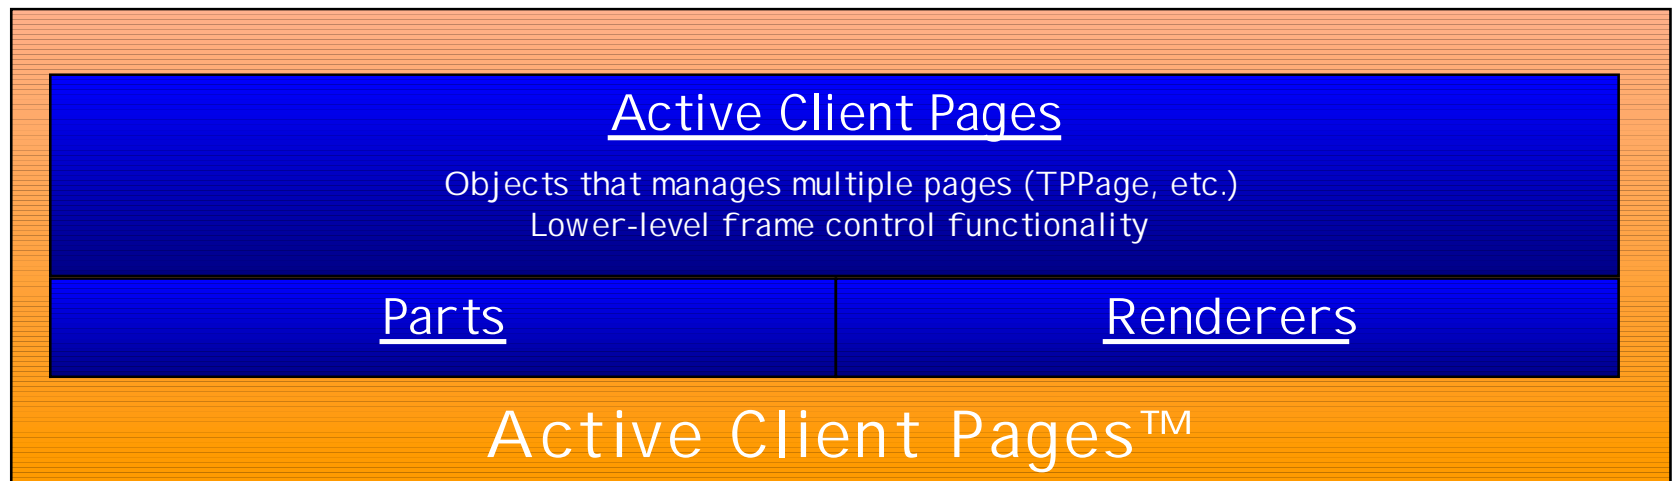 Active Client Pages
Objects that manages multiple pages (TPPage, etc.)
Lower-level frame control functionality
Parts
Renderers
Active Client Pages™